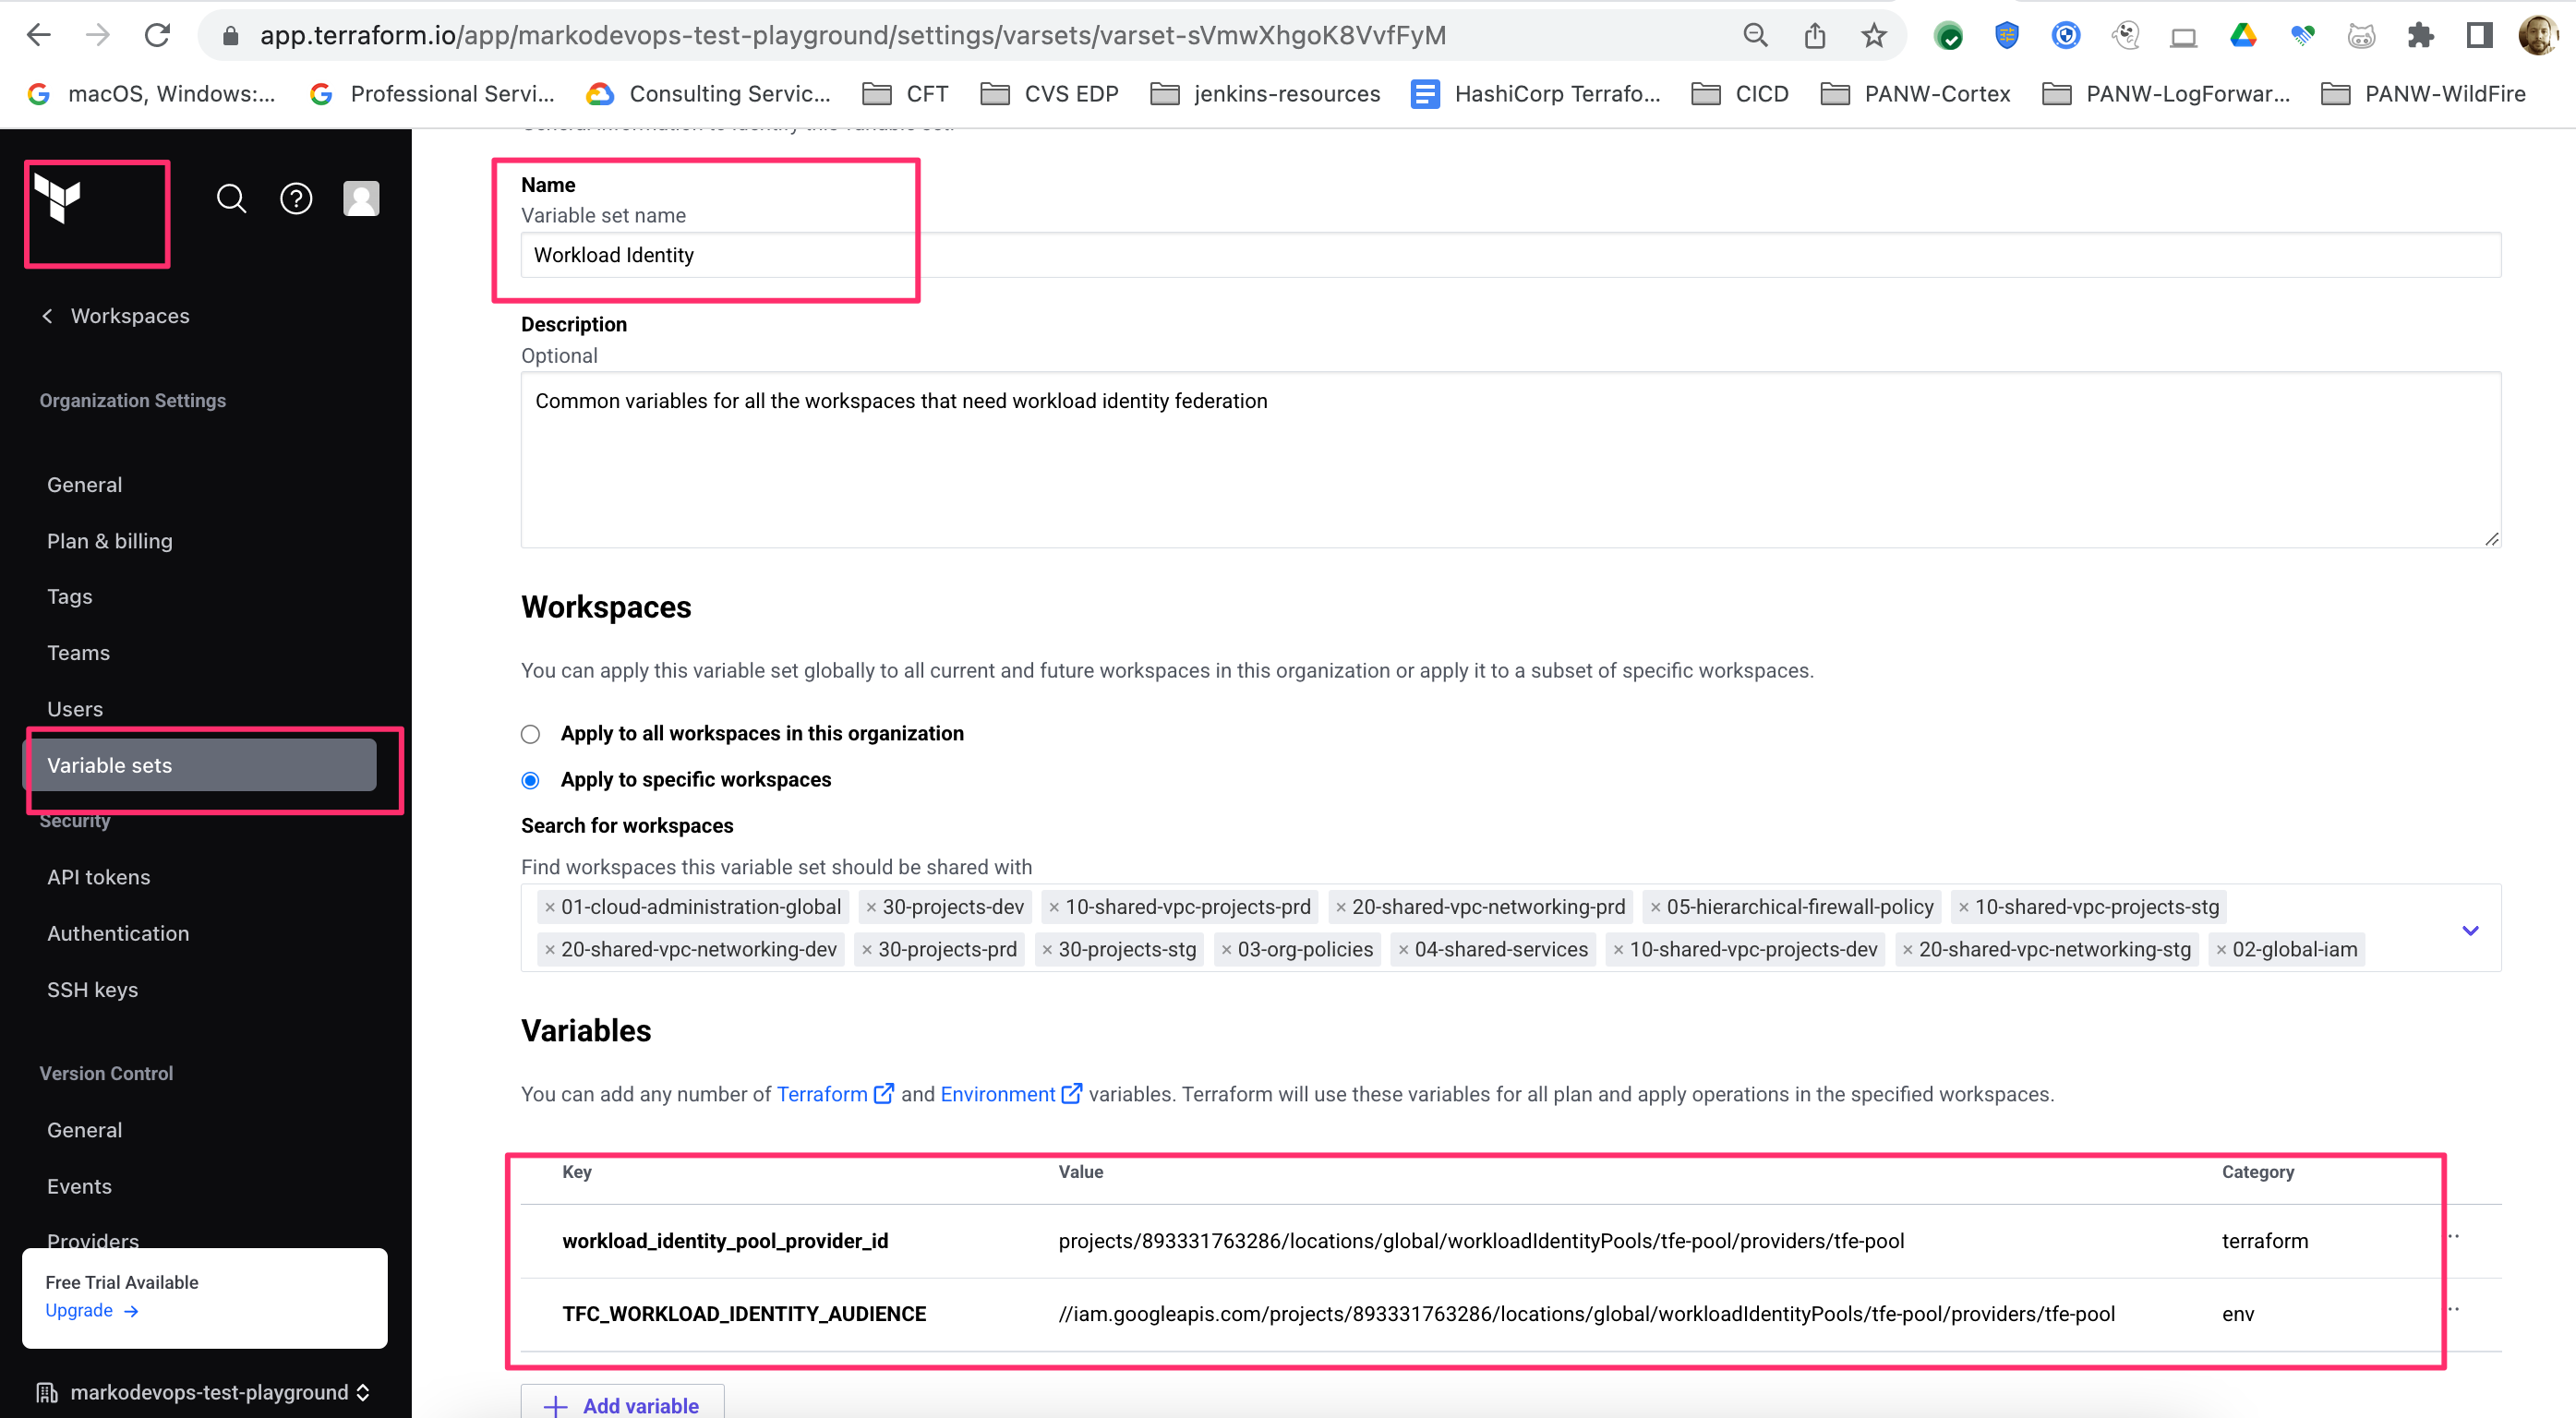 app.terraform.io/app/markodevops-test-playground/settings/varsets/varset-sVmwXhgoK8VvfFyM
macOS, Windows:... Professional Servi... Consulting Servic... CFT CVS EDP jenkins-resources HashiCorp Terrafo... CICD PANW-Cortex PANW-LogForwar... PANW-WildFire
Workspaces
Organization Settings
General
Plan & billing
Tags
Teams
Users
Variable sets
Security
API tokens
Authentication
SSH keys
Version Control
General
Events
Providers
Free Trial Available
Upgrade →
markodevops-test-playground
General information to identify this variable set.
Name
Variable set name
Workload Identity
Description
Optional
Common variables for all the workspaces that need workload identity federation
Workspaces
You can apply this variable set globally to all current and future workspaces in this organization or apply it to a subset of specific workspaces.
Apply to all workspaces in this organization
Apply to specific workspaces
Search for workspaces
Find workspaces this variable set should be shared with
× 01-cloud-administration-global × 30-projects-dev × 10-shared-vpc-projects-prd × 20-shared-vpc-networking-prd × 05-hierarchical-firewall-policy × 10-shared-vpc-projects-stg
× 20-shared-vpc-networking-dev × 30-projects-prd × 30-projects-stg × 03-org-policies × 04-shared-services × 10-shared-vpc-projects-dev × 20-shared-vpc-networking-stg × 02-global-iam
Variables
You can add any number of Terraform and Environment variables. Terraform will use these variables for all plan and apply operations in the specified workspaces.
Key Value Category
workload_identity_pool_provider_id projects/893331763286/locations/global/workloadIdentityPools/tfe-pool/providers/tfe-pool terraform
TFC_WORKLOAD_IDENTITY_AUDIENCE //iam.googleapis.com/projects/893331763286/locations/global/workloadIdentityPools/tfe-pool/providers/tfe-pool env
+ Add variable